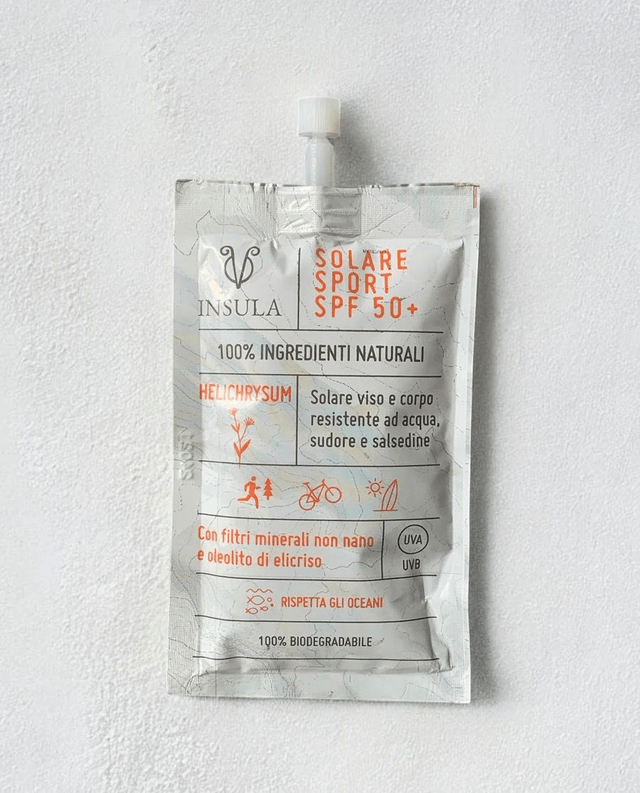 INSULA
SOLARE
SPORT
SPF 50+
100% INGREDIENTI NATURALI
HELICHRYSUM
Solare viso e corpo
resistente ad acqua,
sudore e salsedine
Con filtri minerali non nano
e oleolito di elicriso
UVA
UVB
RISPETTA GLI OCEANI
100% BIODEGRADABILE